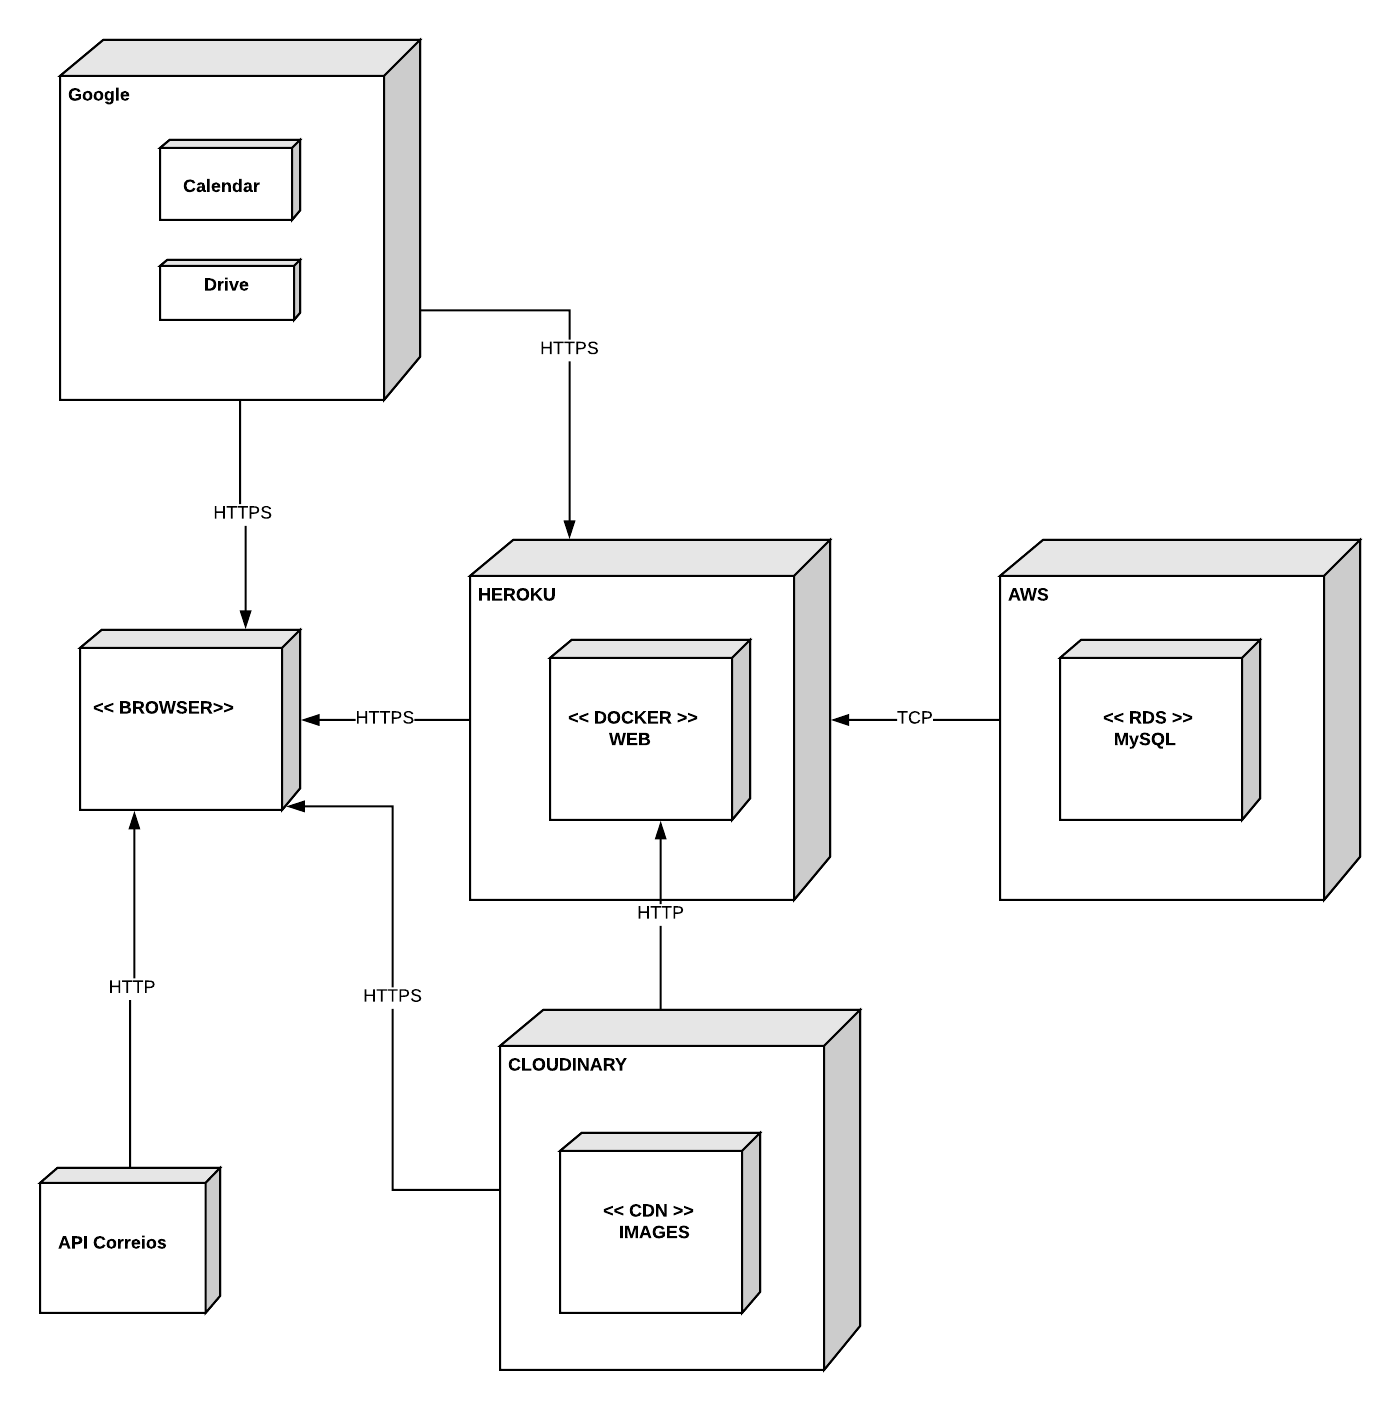 Google
Calendar
Drive
HTTPS
HTTPS
HEROKU
AWS
<< BROWSER>>
HTTPS
<< DOCKER >>
WEB
TCP
<< RDS >>
MySQL
HTTP
HTTP
HTTPS
CLOUDINARY
<< CDN >>
IMAGES
API Correios